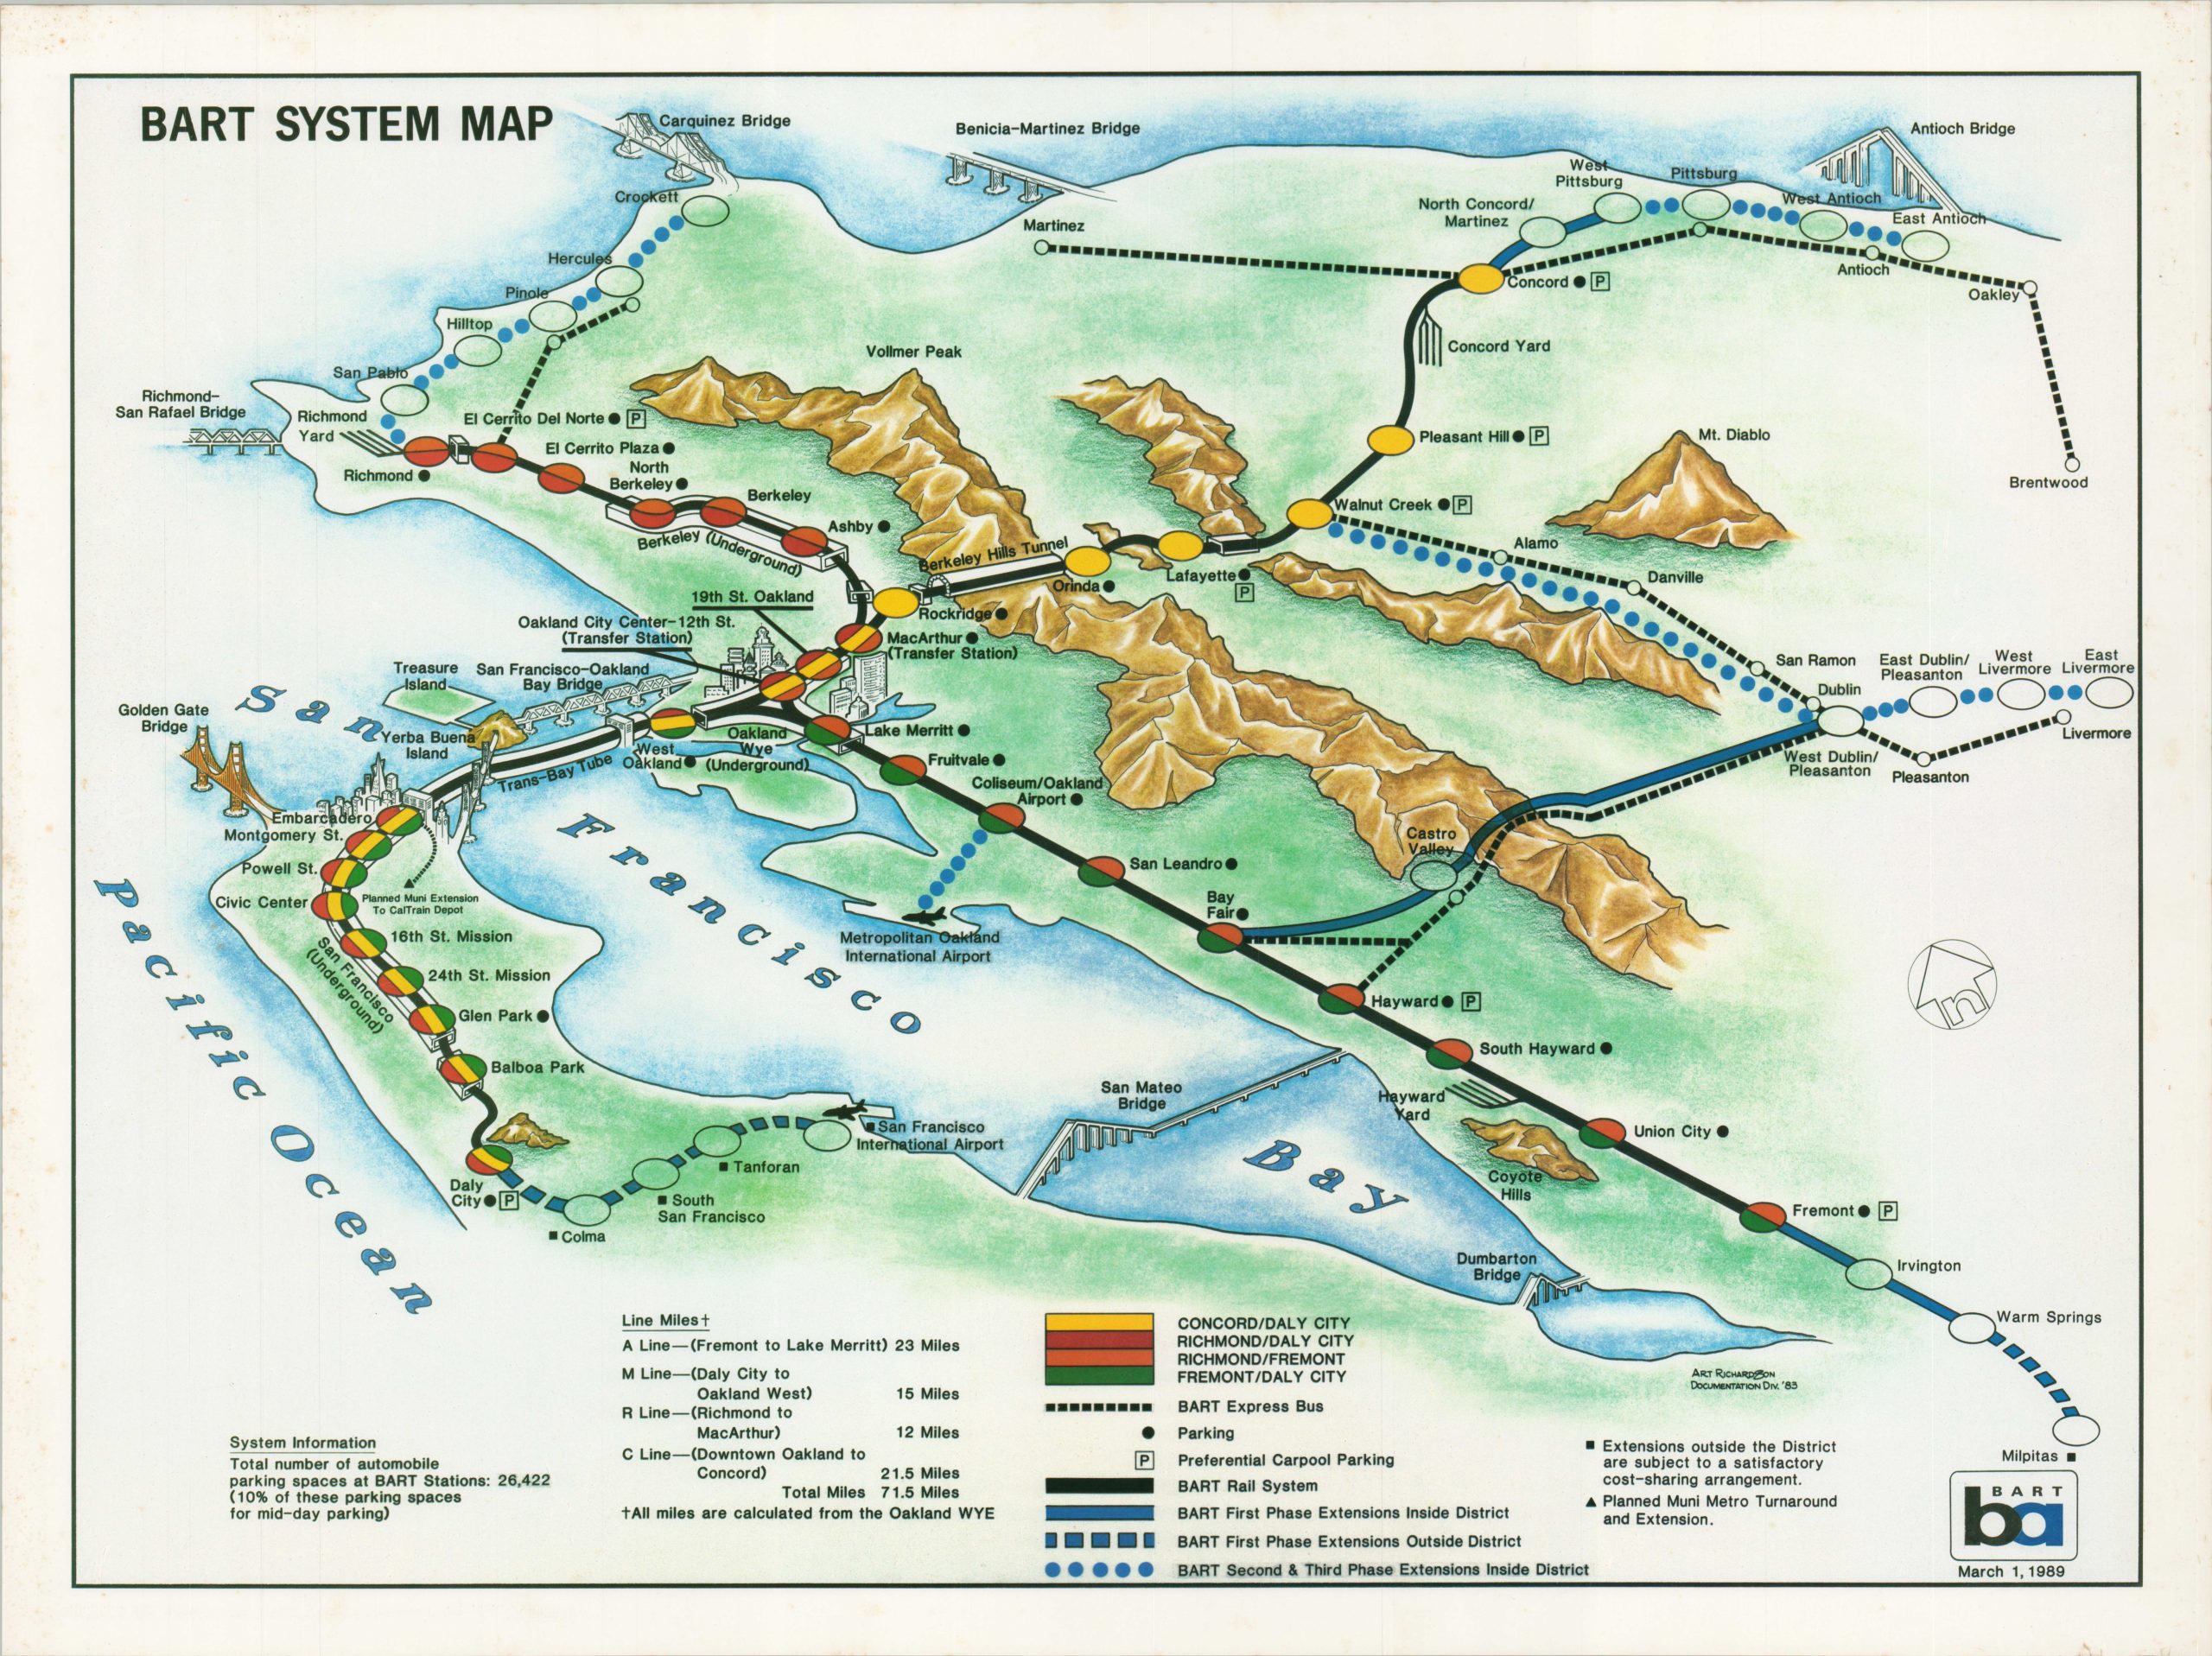 BART SYSTEM MAP
Carquinez Bridge
Benicia-Martinez Bridge
Antioch Bridge
Crockett
Hercules
Pinole
Hilltop
San Pablo
Martinez
North Concord/
Martinez
West
Pittsburg
Pittsburg
West Antioch
East Antioch
Antioch
Oakley
Brentwood
Concord
P
Concord Yard
Vollmer Peak
Mt. Diablo
Richmond-
San Rafael Bridge
Richmond
Yard
Richmond
El Cerrito Del Norte
P
El Cerrito Plaza
North
Berkeley
Berkeley
Ashby
Berkeley (Underground)
Pleasant Hill
P
Walnut Creek
P
Alamo
Danville
San Ramon
Dublin
Berkeley Hills Tunnel
Orinda
Lafayette
P
Rockridge
19th St. Oakland
Oakland City Center-12th St.
(Transfer Station)
MacArthur
(Transfer Station)
East Dublin/
Pleasanton
West
Livermore
East
Livermore
Livermore
Pleasanton
West Dublin/
Pleasanton
Treasure
Island
San Francisco-Oakland
Bay Bridge
Golden Gate
Bridge
Yerba Buena
Island
Trans-Bay Tube
West
Oakland
Oakland
Wye
(Underground)
Lake Merritt
Fruitvale
Coliseum/Oakland
Airport
San Leandro
Castro
Valley
Bay
Fair
Metropolitan Oakland
International Airport
Embarcadero
Montgomery St.
Powell St.
Civic Center
Planned Muni Extension
To CalTrain Depot
16th St. Mission
24th St. Mission
San Francisco
(Underground)
Glen Park
Balboa Park
San Francisco Bay
Pacific Ocean
Hayward
P
South Hayward
Hayward
Yard
San Mateo
Bridge
Union City
Coyote
Hills
Fremont
P
Irvington
Warm Springs
Milpitas
Dumbarton
Bridge
San Francisco
International Airport
Tanforan
South
San Francisco
Colma
Daly
City
P
n
ART RICHARDSON
DOCUMENTATION DIV. '83
System Information
Total number of automobile
parking spaces at BART Stations: 26,422
(10% of these parking spaces
for mid-day parking)
Line Miles†
A Line—(Fremont to Lake Merritt) 23 Miles
M Line—(Daly City to
Oakland West) 15 Miles
R Line—(Richmond to
MacArthur) 12 Miles
C Line—(Downtown Oakland to
Concord) 21.5 Miles
Total Miles 71.5 Miles
†All miles are calculated from the Oakland WYE
CONCORD/DALY CITY
RICHMOND/DALY CITY
RICHMOND/FREMONT
FREMONT/DALY CITY
BART Express Bus
Parking
P Preferential Carpool Parking
BART Rail System
BART First Phase Extensions Inside District
BART First Phase Extensions Outside District
BART Second & Third Phase Extensions Inside District
Extensions outside the District
are subject to a satisfactory
cost-sharing arrangement.
Planned Muni Metro Turnaround
and Extension.
BART
ba
March 1, 1989